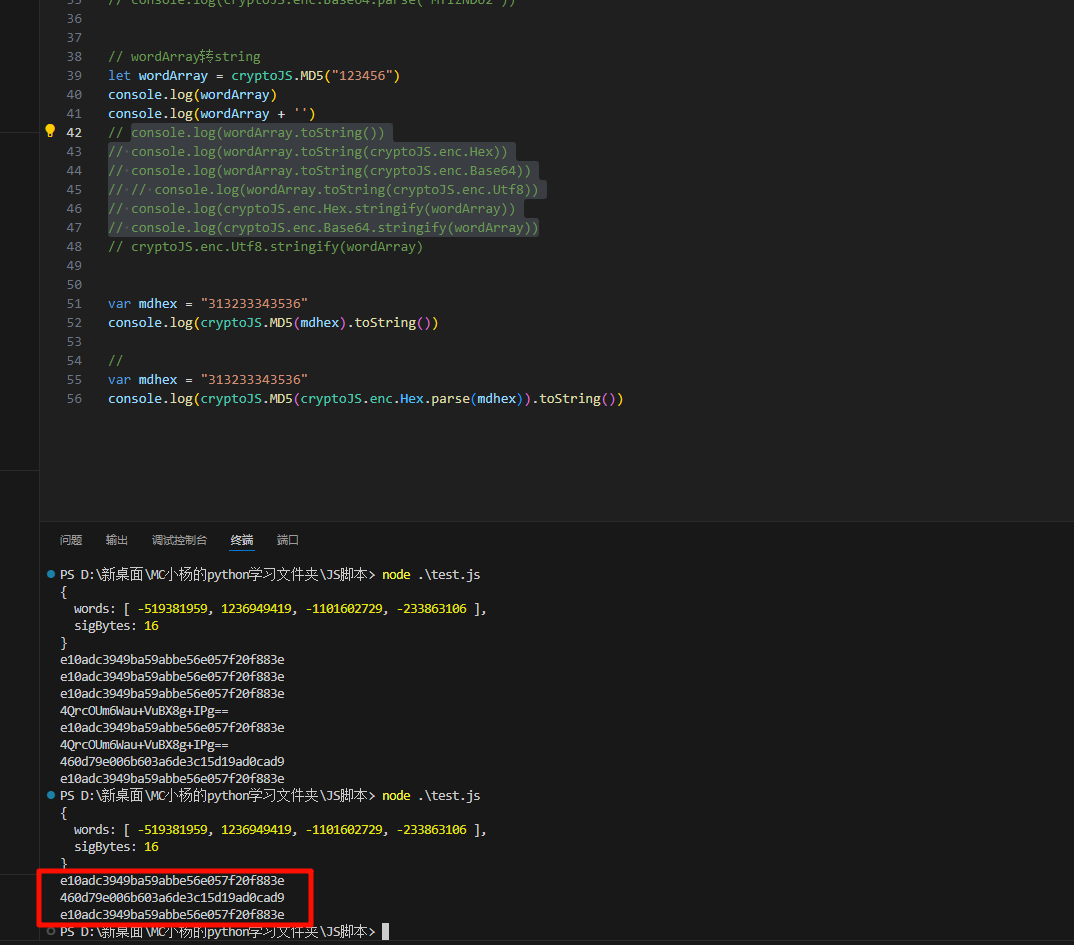 35 // console.log(cryptoJS.enc.Base64.parse("MTIzNDU2"))
36
37
38 // wordArray转string
39 let wordArray = cryptoJS.MD5("123456")
40 console.log(wordArray)
41 console.log(wordArray + '')
42 // console.log(wordArray.toString())
43 // console.log(wordArray.toString(cryptoJS.enc.Hex))
44 // console.log(wordArray.toString(cryptoJS.enc.Base64))
45 // // console.log(wordArray.toString(cryptoJS.enc.Utf8))
46 // console.log(cryptoJS.enc.Hex.stringify(wordArray))
47 // console.log(cryptoJS.enc.Base64.stringify(wordArray))
48 // cryptoJS.enc.Utf8.stringify(wordArray)
49
50
51 var mdhex = "313233343536"
52 console.log(cryptoJS.MD5(mdhex).toString())
53
54 //
55 var mdhex = "313233343536"
56 console.log(cryptoJS.MD5(cryptoJS.enc.Hex.parse(mdhex)).toString())
问题 输出 调试控制台 终端 端口
PS D:\新桌面\MC小杨的python学习文件夹\JS脚本> node .\test.js
{
words: [ -519381959, 1236949419, -1101602729, -233863106 ],
sigBytes: 16
}
e10adc3949ba59abbe56e057f20f883e
e10adc3949ba59abbe56e057f20f883e
e10adc3949ba59abbe56e057f20f883e
4QrcOUm6Wau+VuBX8g+IPg==
e10adc3949ba59abbe56e057f20f883e
4QrcOUm6Wau+VuBX8g+IPg==
460d79e006b603a6de3c15d19ad0cad9
e10adc3949ba59abbe56e057f20f883e
PS D:\新桌面\MC小杨的python学习文件夹\JS脚本> node .\test.js
{
words: [ -519381959, 1236949419, -1101602729, -233863106 ],
sigBytes: 16
}
e10adc3949ba59abbe56e057f20f883e
460d79e006b603a6de3c15d19ad0cad9
e10adc3949ba59abbe56e057f20f883e
PS D:\新桌面\MC小杨的python学习文件夹\JS脚本>